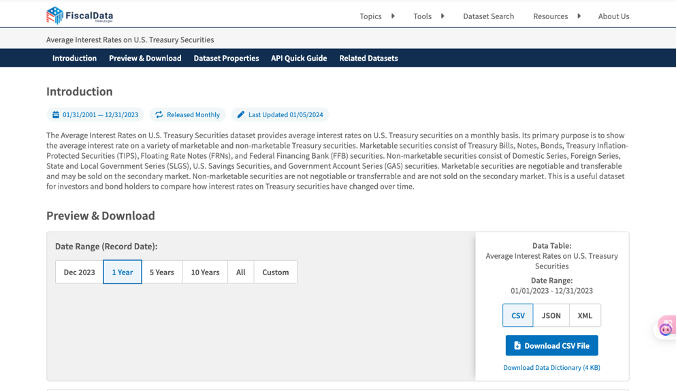 FiscalData
Topics
Tools
Dataset Search
Resources
About Us
Average Interest Rates on U.S. Treasury Securities
Introduction
Preview & Download
Dataset Properties
API Quick Guide
Related Datasets
Introduction
01/31/2001 — 12/31/2023
Released Monthly
Last Updated 01/05/2024
The Average Interest Rates on U.S. Treasury Securities dataset provides average interest rates on U.S. Treasury securities on a monthly basis. Its primary purpose is to show
the average interest rate on a variety of marketable and non-marketable Treasury securities. Marketable securities consist of Treasury Bills, Notes, Bonds, Treasury Inflation-
Protected Securities (TIPS), Floating Rate Notes (FRNs), and Federal Financing Bank (FFB) securities. Non-marketable securities consist of Domestic Series, Foreign Series,
State and Local Government Series (SLGS), U.S. Savings Securities, and Government Account Series (GAS) securities. Marketable securities are negotiable and transferable
and may be sold on the secondary market. Non-marketable securities are not negotiable or transferrable and are not sold on the secondary market. This is a useful dataset
for investors and bond holders to compare how interest rates on Treasury securities have changed over time.
Preview & Download
Date Range (Record Date):
Dec 2023
1 Year
5 Years
10 Years
All
Custom
Data Table:
Average Interest Rates on U.S. Treasury
Securities
Date Range:
01/01/2023 - 12/31/2023
CSV
JSON
XML
Download CSV File
Download Data Dictionary (4 KB)